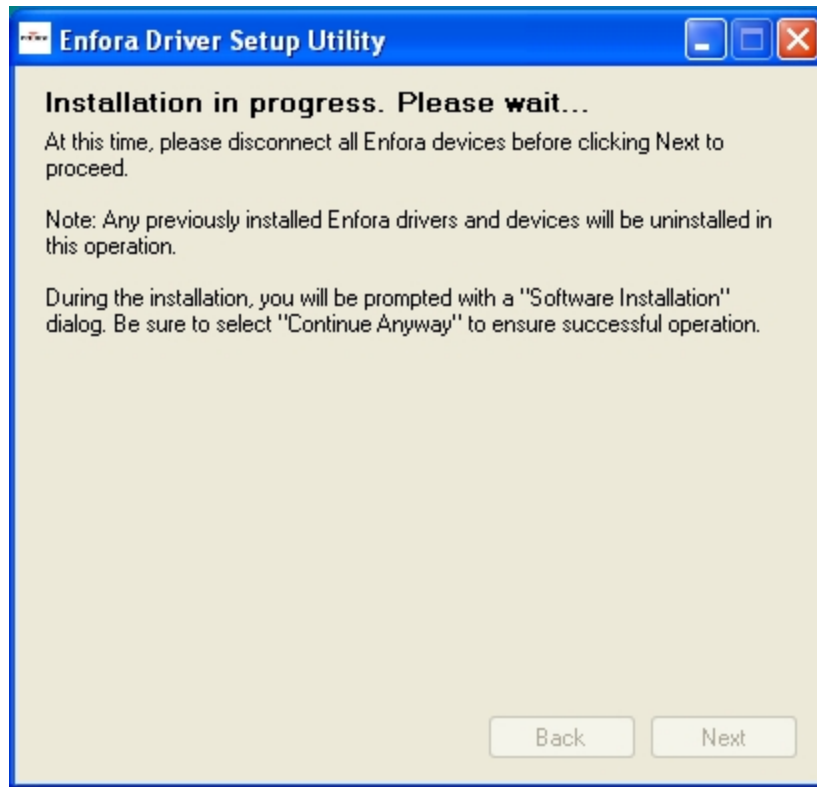 Enfora Driver Setup Utility
Installation in progress. Please wait...
At this time, please disconnect all Enfora devices before clicking Next to
proceed.
Note: Any previously installed Enfora drivers and devices will be uninstalled in
this operation.
During the installation, you will be prompted with a "Software Installation"
dialog. Be sure to select "Continue Anyway" to ensure successful operation.
Back Next